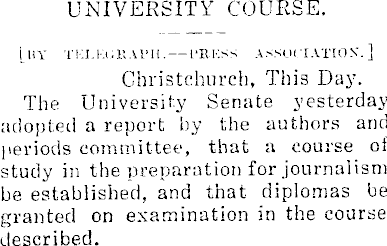 UNIVERSITY COURSE.
[BY TELEGRAPH.—PRESS ASSOCIATION.]
Christchurch, This Day.
The University Senate yesterday
adopted a report by the authors and
periods committee, that a course of
study in the preparation for journalism
be established, and that diplomas be
granted on examination in the course
described.